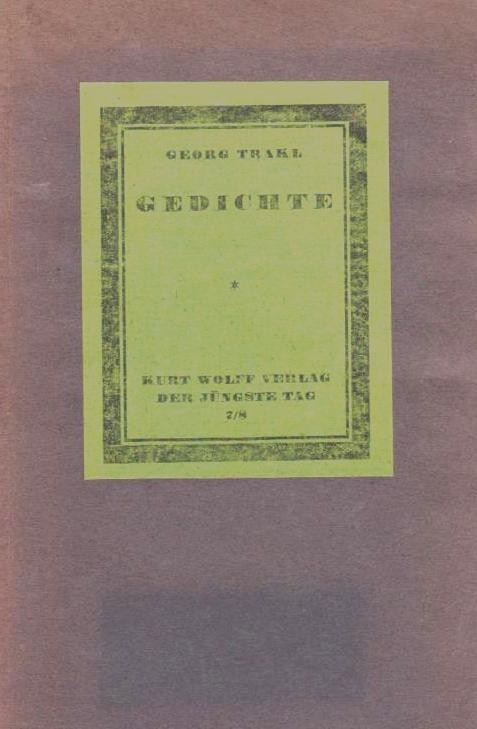 GEORG TRAKL
GEDICHTE
*
KURT WOLFF VERLAG
DER JÜNGSTE TAG
7/8